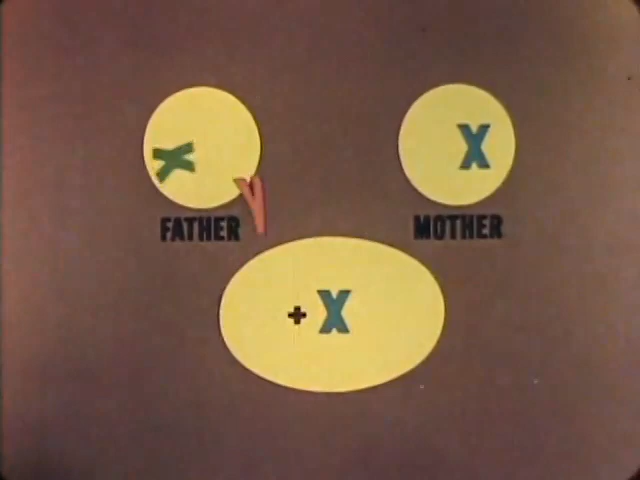 X X
Y
FATHER MOTHER
+ X